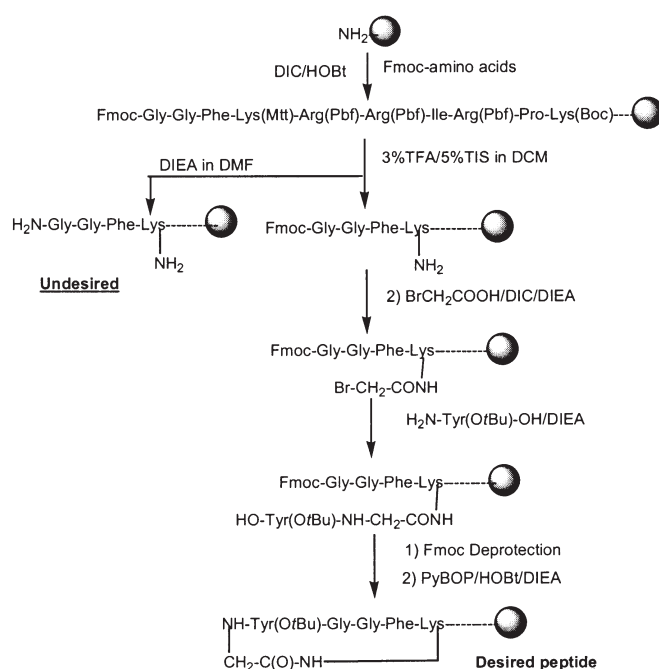 NH2
DIC/HOBt Fmoc-amino acids
Fmoc-Gly-Gly-Phe-Lys(Mtt)-Arg(Pbf)-Arg(Pbf)-Ile-Arg(Pbf)-Pro-Lys(Boc)
DIEA in DMF 3%TFA/5%TIS in DCM
H2N-Gly-Gly-Phe-Lys Fmoc-Gly-Gly-Phe-Lys
NH2 NH2
Undesired
2) BrCH2COOH/DIC/DIEA
Fmoc-Gly-Gly-Phe-Lys
Br-CH2-CONH
H2N-Tyr(OtBu)-OH/DIEA
Fmoc-Gly-Gly-Phe-Lys
HO-Tyr(OtBu)-NH-CH2-CONH
1) Fmoc Deprotection
2) PyBOP/HOBt/DIEA
NH-Tyr(OtBu)-Gly-Gly-Phe-Lys
CH2-C(O)-NH Desired peptide